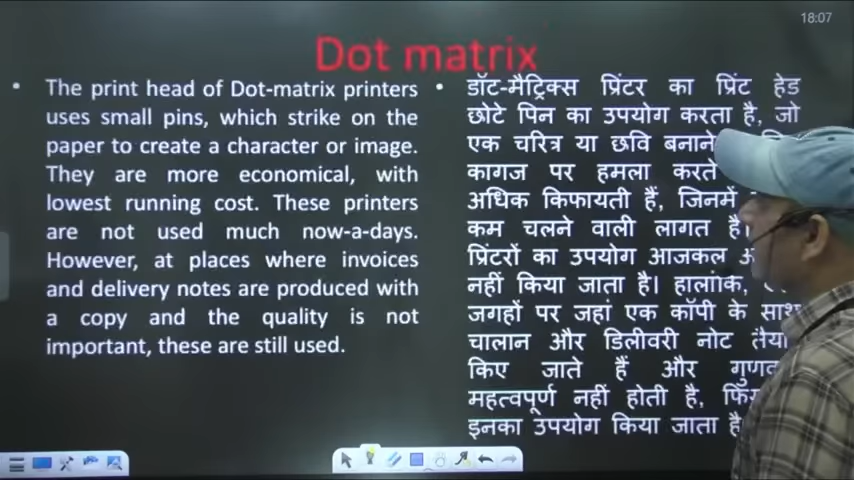 18:07
Dot matrix
• The print head of Dot-matrix printers
uses small pins, which strike on the
paper to create a character or image.
They are more economical, with
lowest running cost. These printers
are not used much now-a-days.
However, at places where invoices
and delivery notes are produced with
a copy and the quality is not
important, these are still used.
• डॉट-मैट्रिक्स प्रिंटर का प्रिंट हेड
छोटे पिन का उपयोग करता है, जो
एक चरित्र या छवि बनाने
कागज पर हमला करते
अधिक किफायती हैं, जिनमें
कम चलने वाली लागत है।
प्रिंटरों का उपयोग आजकल
नहीं किया जाता है। हालांकि,
जगहों पर जहां एक कॉपी के साथ
चालान और डिलीवरी नोट
किए जाते हैं और
महत्वपूर्ण नहीं होती है,
इनका उपयोग किया जाता है